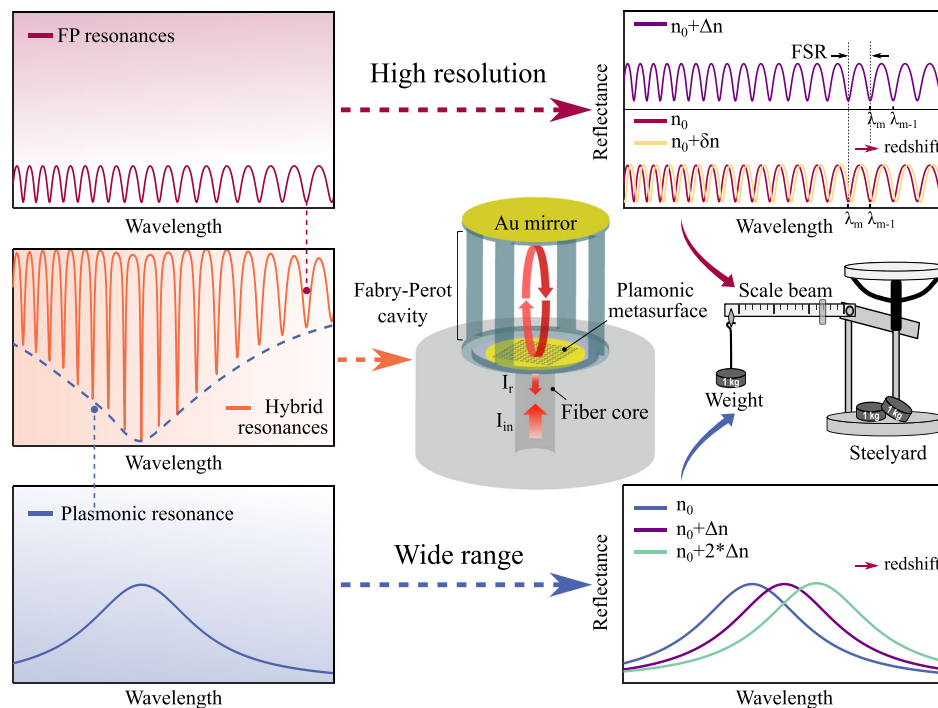 FP resonances
Wavelength
High resolution
n₀+Δn
FSR
λₘ λₘ₋₁
n₀
n₀+δn
redshift
λₘ λₘ₋₁
Reflectance
Wavelength
Hybrid
resonances
Wavelength
Au mirror
Fabry-Perot
cavity
Plamonic
metasurface
Iᵣ
Iᵢₙ
Fiber core
Scale beam
1 kg
Weight
1 kg
1 kg
Steelyard
Plasmonic resonance
Wavelength
Wide range
n₀
n₀+Δn
n₀+2*Δn
redshift
Reflectance
Wavelength